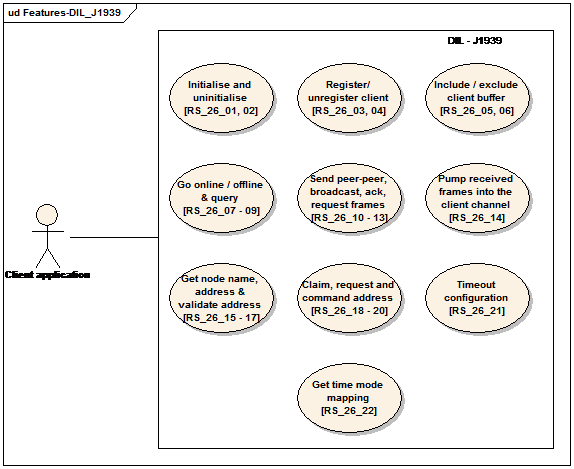 ud Features-DIL_J1939
DIL - J1939
Initialise and
uninitialise
[RS_26_01, 02]
Register/
unregister client
[RS_26_03, 04]
Include / exclude
client buffer
[RS_26_05, 06]
Go online / offline
& query
[RS_26_07 - 09]
Send peer-peer,
broadcast, ack,
request frames
[RS_26_10 - 13]
Pump received
frames into the
client channel
[RS_26_14]
Client application
Get node name,
address &
validate address
[RS_26_15 - 17]
Claim, request and
command address
[RS_26_18 - 20]
Timeout
configuration
[RS_26_21]
Get time mode
mapping
[RS_26_22]